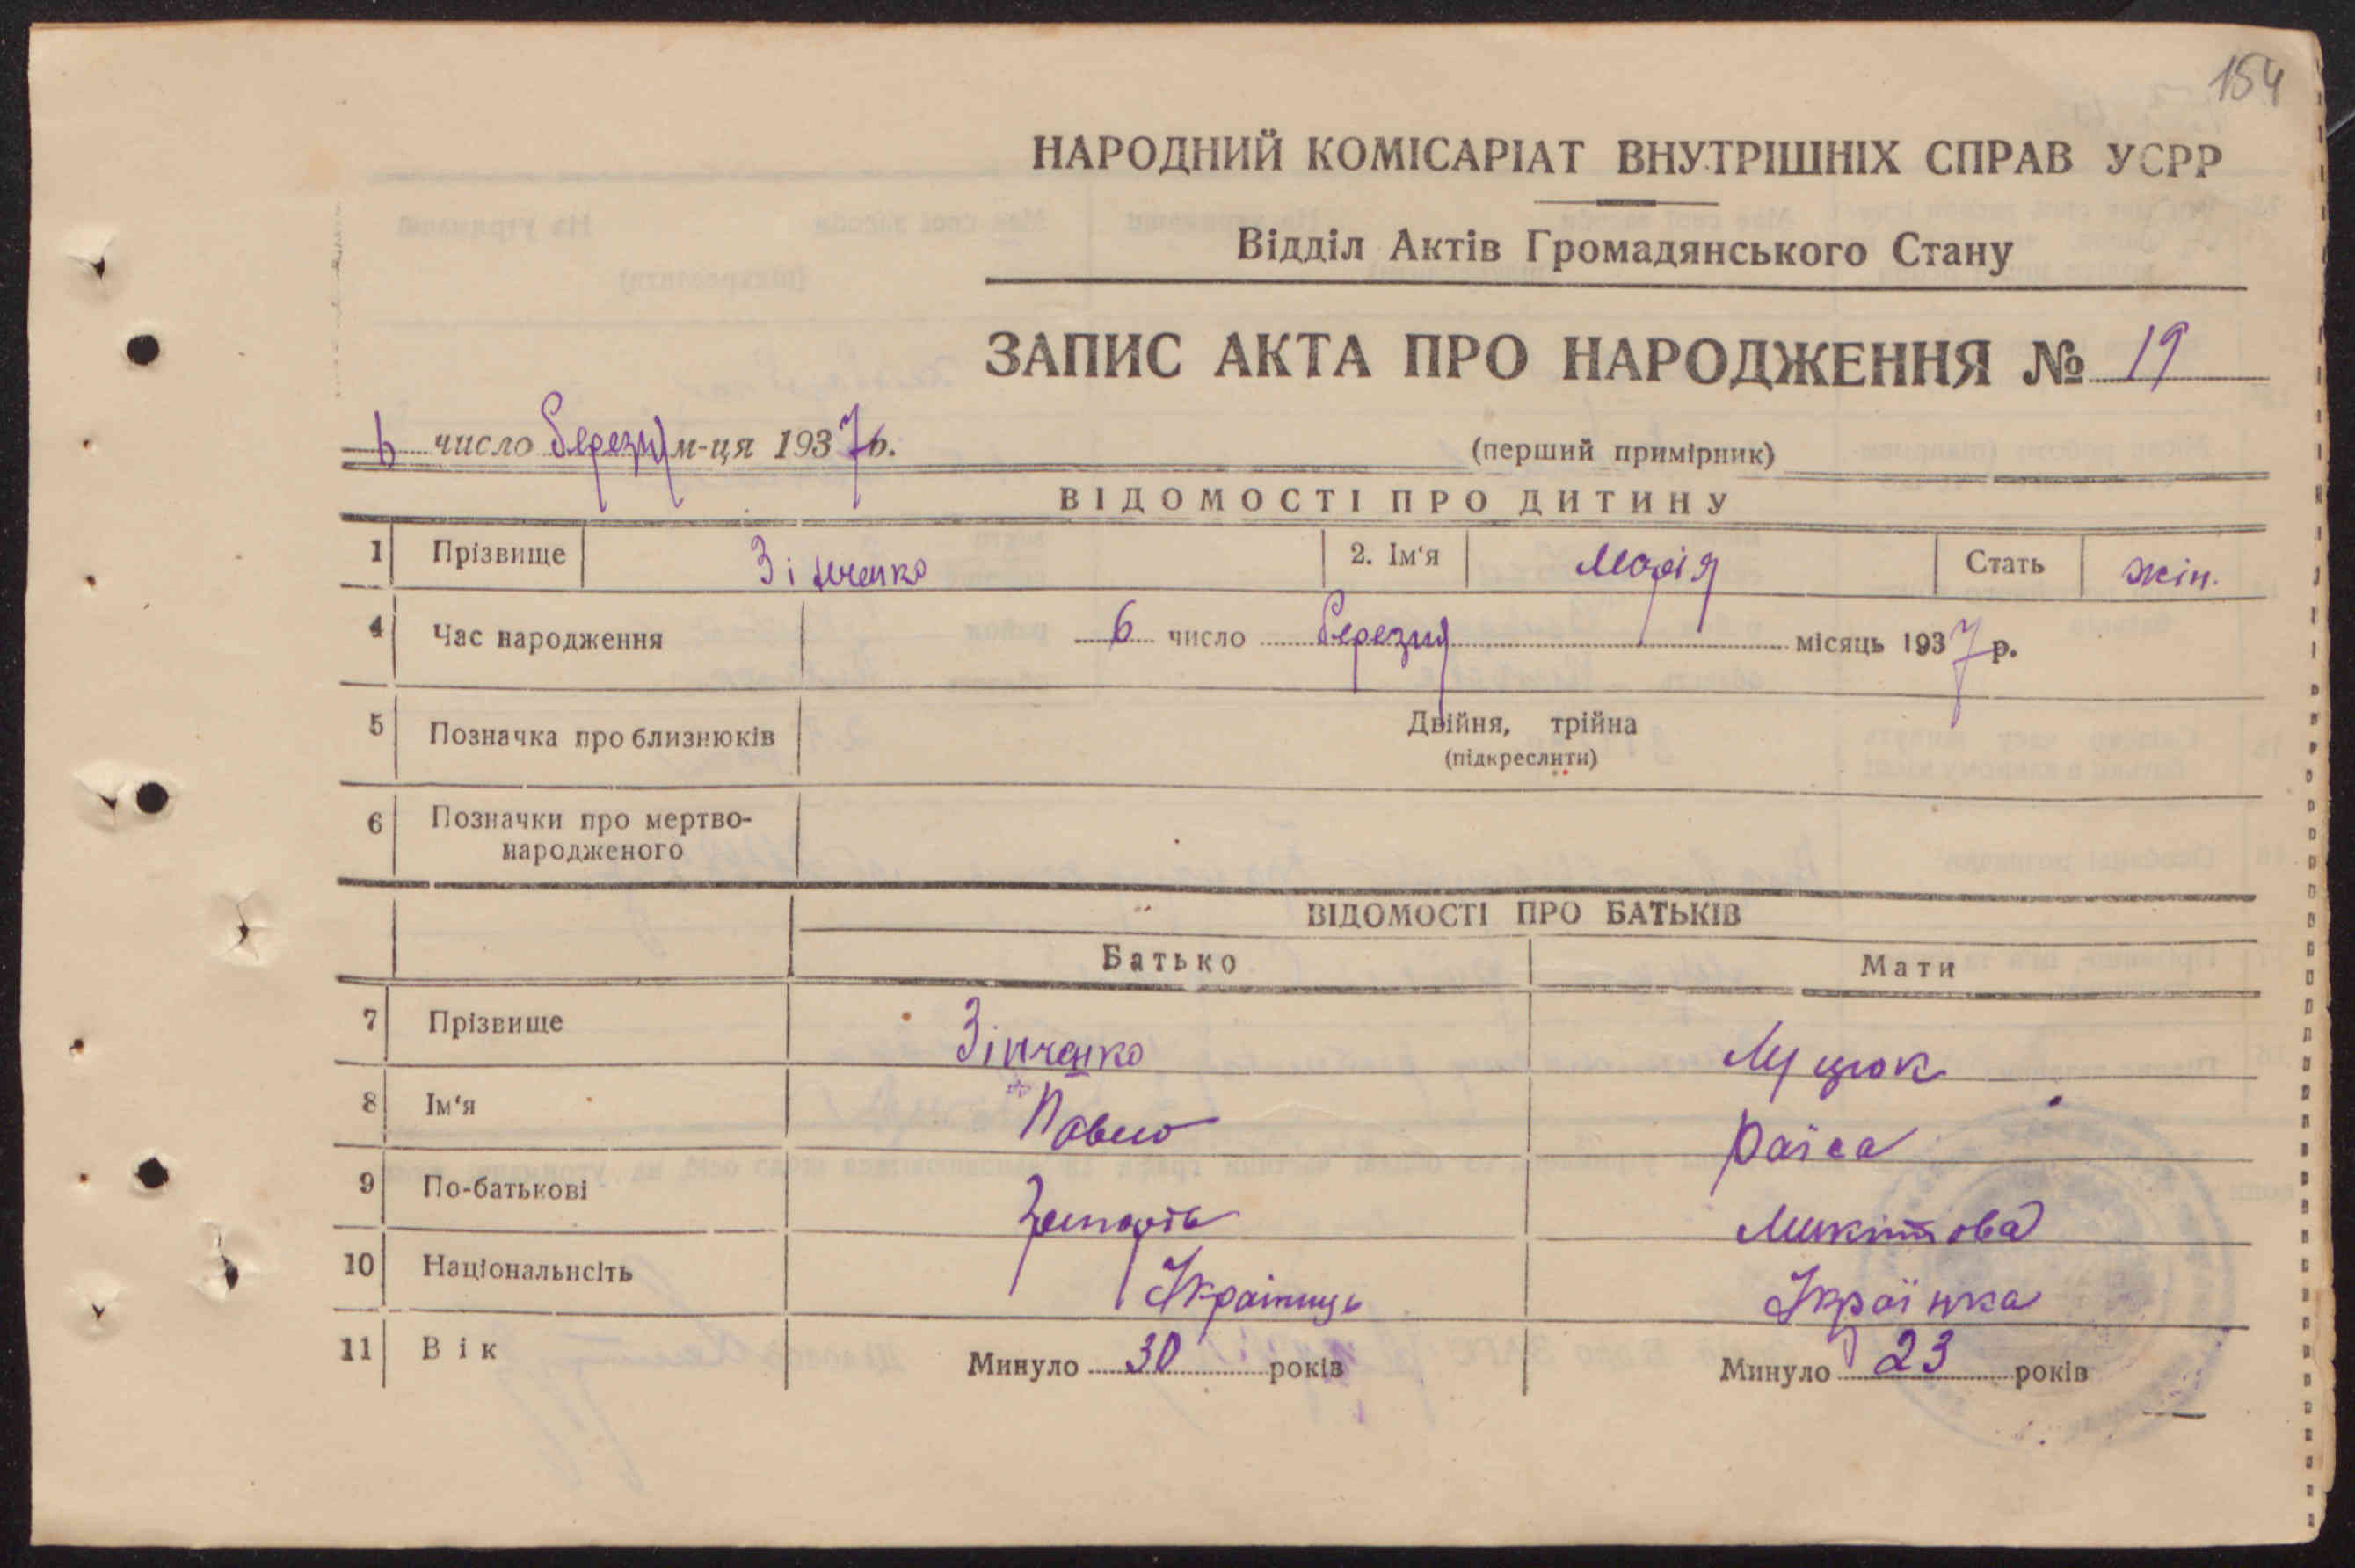 154
НАРОДНИЙ КОМІСАРІАТ ВНУТРІШНІХ СПРАВ УСРР
Відділ Актів Громадянського Стану
ЗАПИС АКТА ПРО НАРОДЖЕННЯ № 19
6 число березня м-ця 1937 р.
(перший примірник)
ВІДОМОСТІ ПРО ДИТИНУ
1 Прізвище Зінченко 2. Ім'я Марія Стать жін.
4 Час народження 6 число березня місяць 1937 р.
5 Позначка про близнюків Двійня, трійна
(підкреслити)
6 Позначки про мертво-
народженого
ВІДОМОСТІ ПРО БАТЬКІВ
Батько Мати
7 Прізвище Зінченко Луцюк
8 Ім'я Павло Раїса
9 По-батькові Микитова
10 Національнсіть Українець Українка
11 Вік Минуло 30 років Минуло 23 років